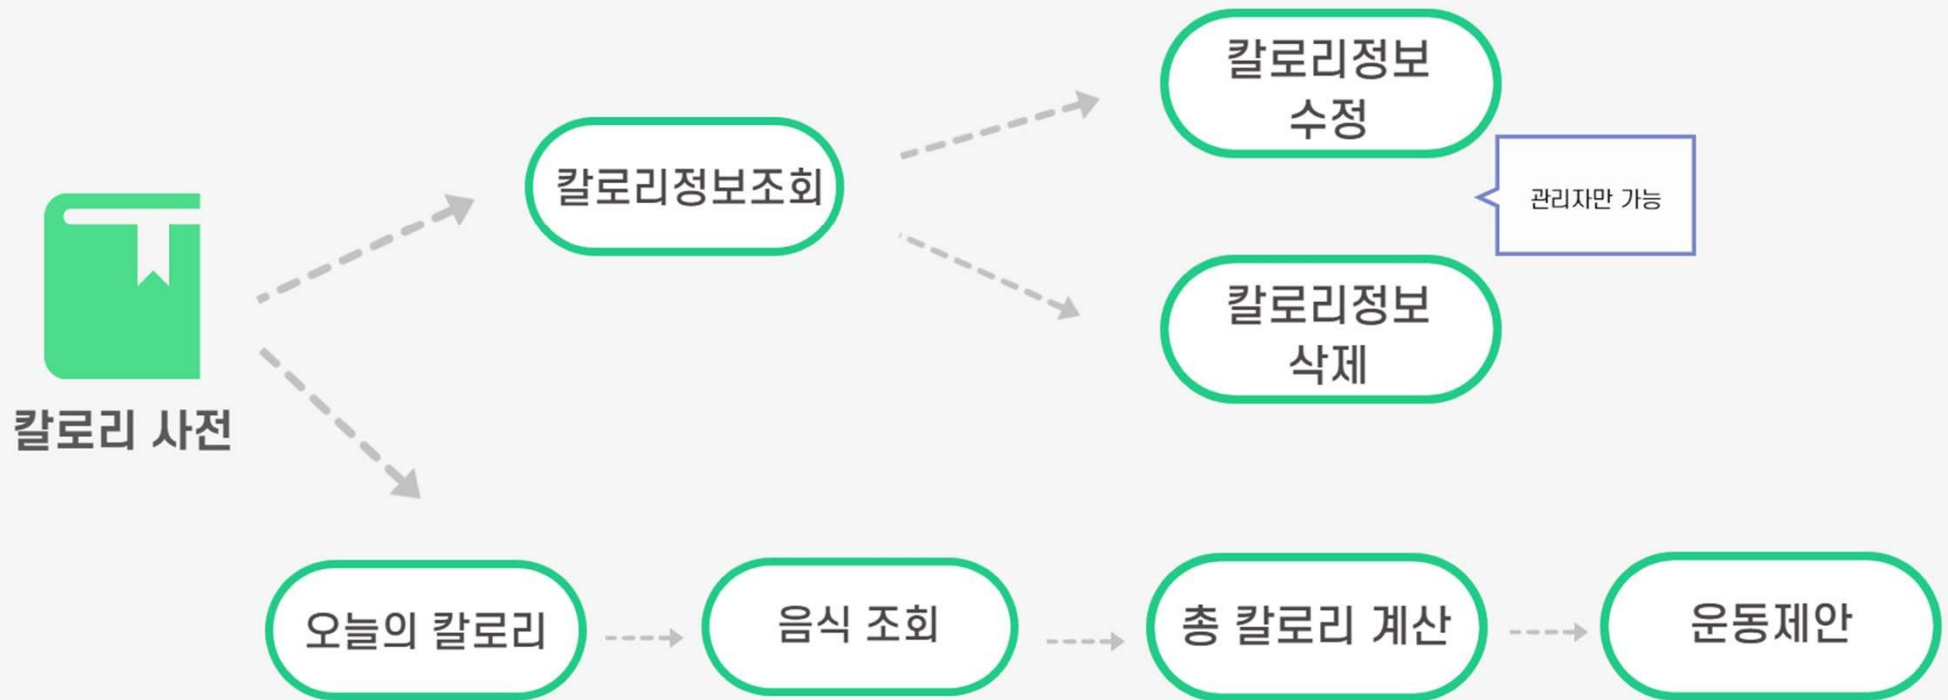 칼로리정보
수정
관리자만 가능
칼로리정보조회
칼로리정보
삭제
칼로리 사전
오늘의 칼로리
음식 조회
총 칼로리 계산
운동제안